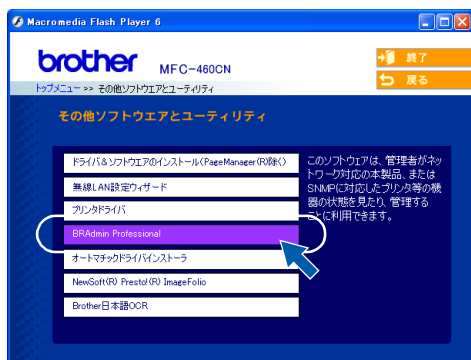 Macromedia Flash Player 6
brother MFC-460CN
終了
戻る
トップメニュー >> その他ソフトウエアとユーティリティ
その他ソフトウエアとユーティリティ
ドライバ&ソフトウエアのインストール(PageManager(R)除く)
無線LAN設定ウィザード
プリンタドライバ
BRAdmin Professional
オートマチックドライバインストーラ
NewSoft(R) Presto!(R) ImageFolio
Brother日本語OCR
このソフトウェアは、管理者がネッ
トワーク対応の本製品、または
SNMPに対応したプリンタ等の機
器の状態を見たり、管理する
ことに利用できます。